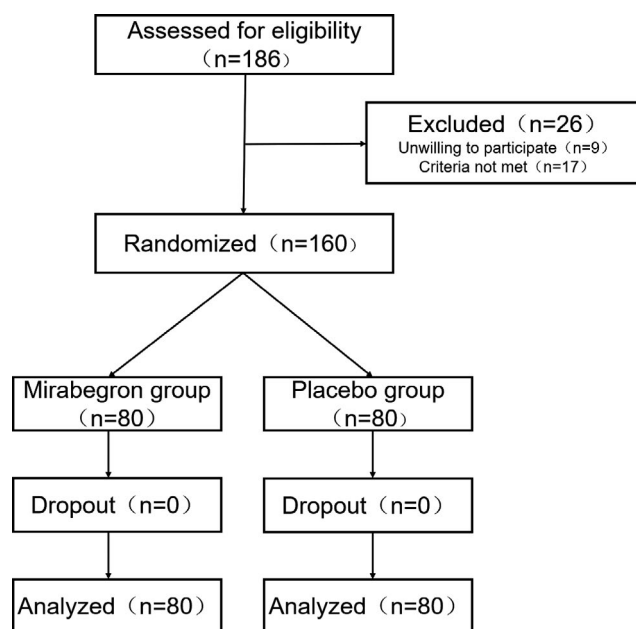 Assessed for eligibility
（n=186）
Excluded（n=26）
Unwilling to participate（n=9）
Criteria not met（n=17）
Randomized（n=160）
Mirabegron group
（n=80）
Placebo group
（n=80）
Dropout（n=0）
Dropout（n=0）
Analyzed（n=80）
Analyzed（n=80）